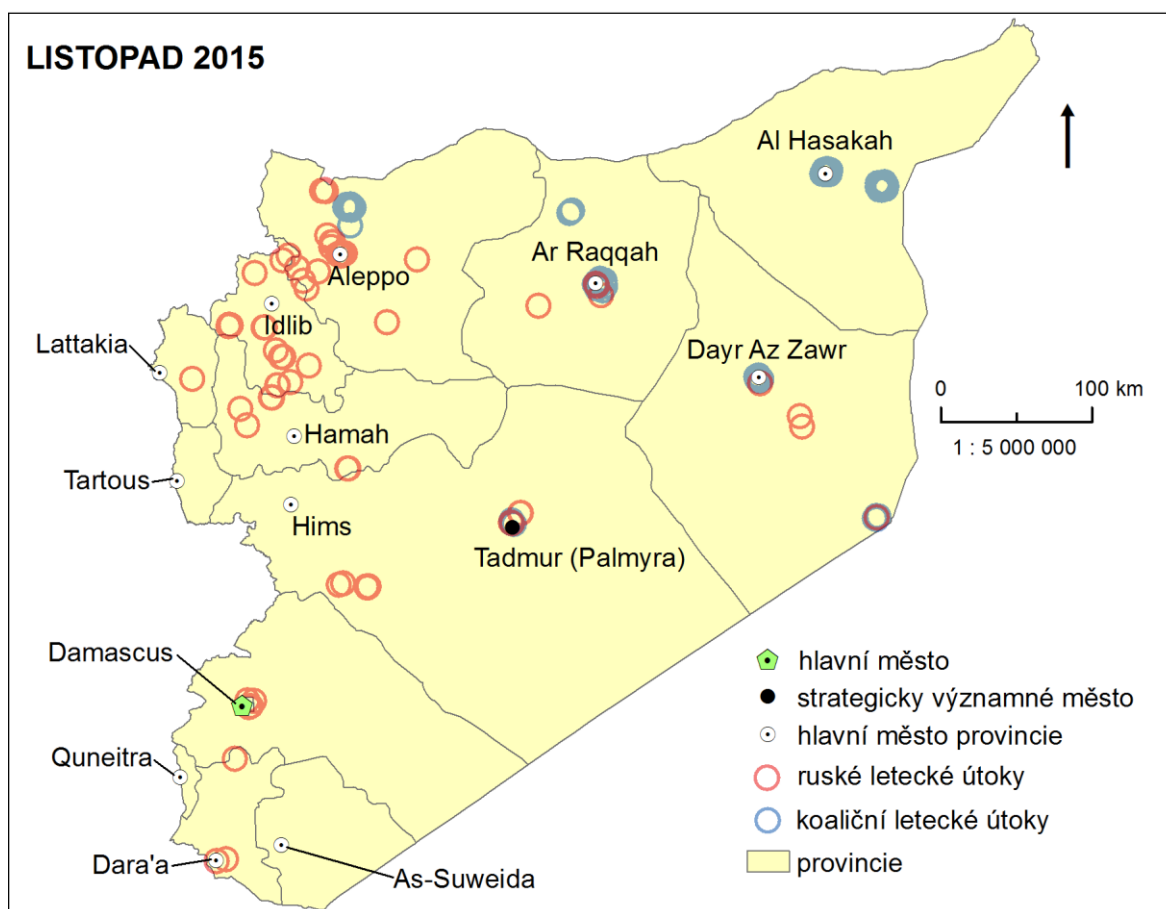 LISTOPAD 2015
Al Hasakah
Ar Raqqah
Aleppo
Idlib
Lattakia
Dayr Az Zawr
0 100 km
1 : 5 000 000
Hamah
Tartous
Hims
Tadmur (Palmyra)
Damascus
Quneitra
Dara'a
As-Suweida
hlavní město
strategicky významné město
hlavní město provincie
ruské letecké útoky
koaliční letecké útoky
provincie